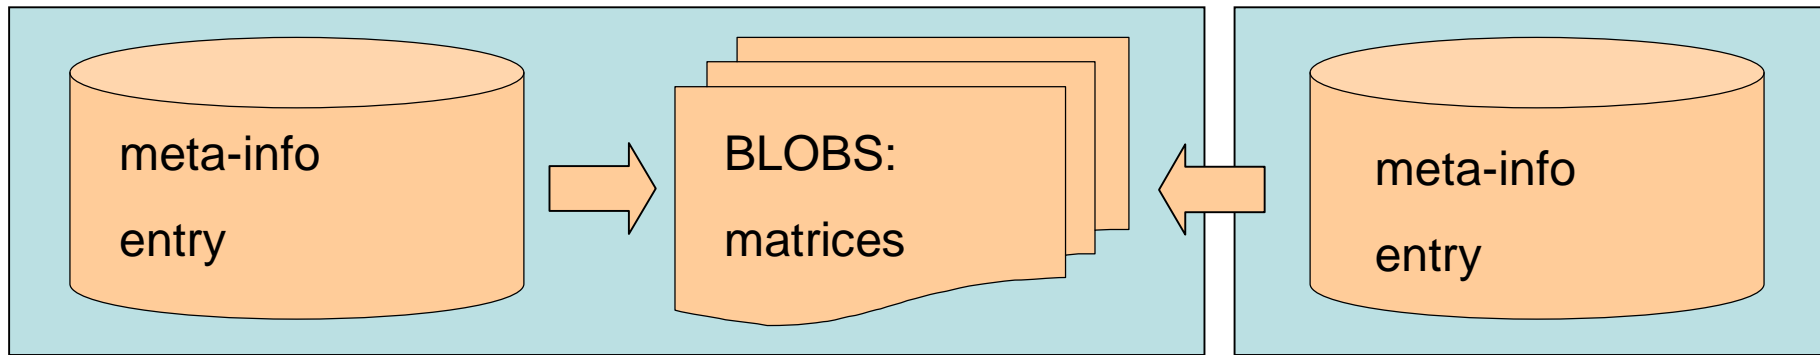 meta-info
entry
BLOBS:
matrices
meta-info
entry